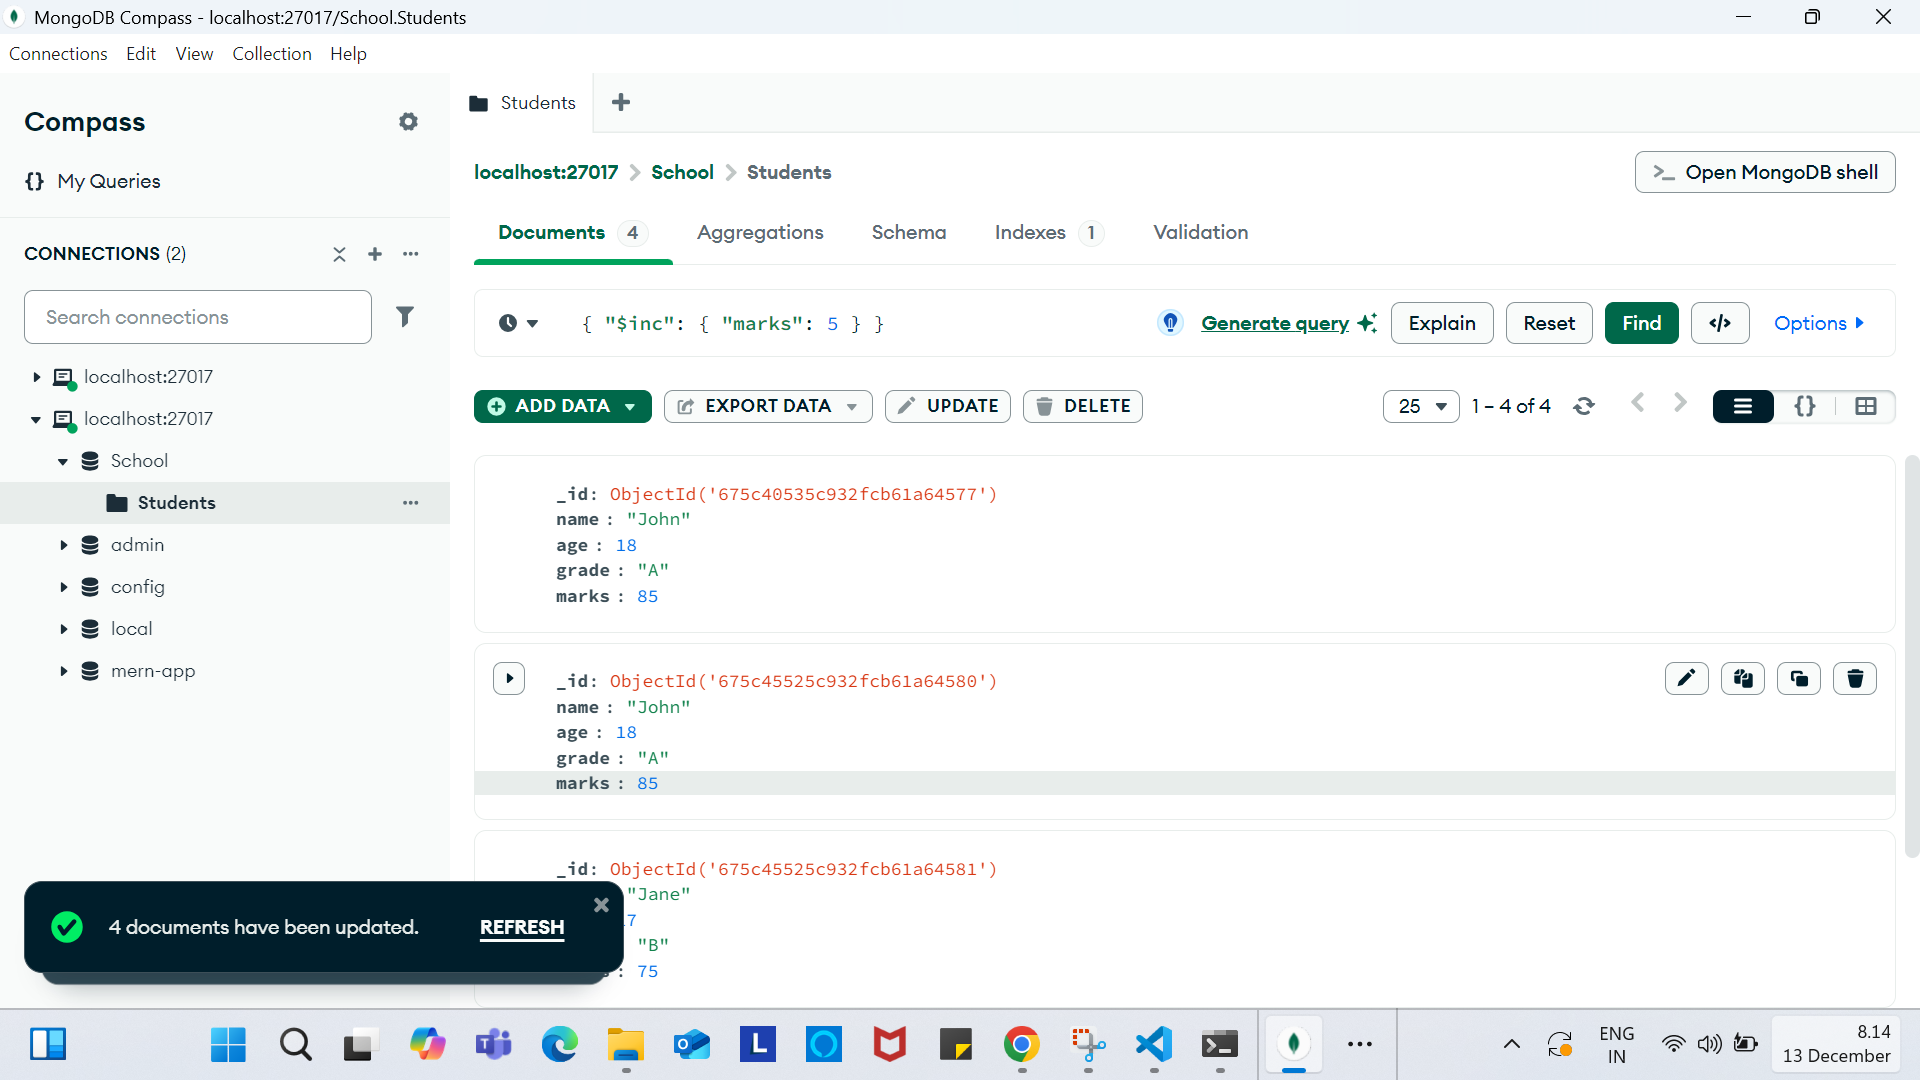 MongoDB Compass - localhost:27017/School.Students
Connections Edit View Collection Help
Compass
{} My Queries
CONNECTIONS (2)
Search connections
localhost:27017
localhost:27017
School
Students
admin
config
local
mern-app
Students
localhost:27017 > School > Students
>_ Open MongoDB shell
Documents 4 Aggregations Schema Indexes 1 Validation
{ "$inc": { "marks": 5 } }
Generate query Explain Reset Find </> Options
ADD DATA EXPORT DATA UPDATE DELETE
25 1 – 4 of 4 {}
_id: ObjectId('675c40535c932fcb61a64577')
name : "John"
age : 18
grade : "A"
marks : 85
_id: ObjectId('675c45525c932fcb61a64580')
name : "John"
age : 18
grade : "A"
marks : 85
_id: ObjectId('675c45525c932fcb61a64581')
"Jane"
7
"B"
: 75
4 documents have been updated. REFRESH
L
ENG
IN
8.14
13 December